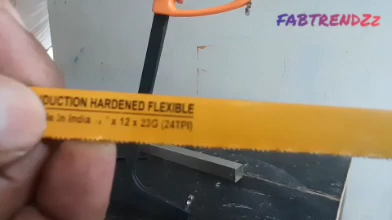 FABTRENDZz
DUCTION HARDENED FLEXIBLE
In India x 12 x 23G (24TPI)